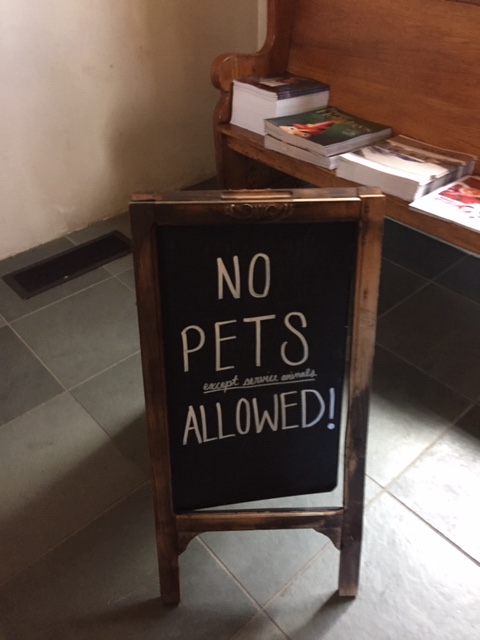 NO
PETS
except service animals
ALLOWED!